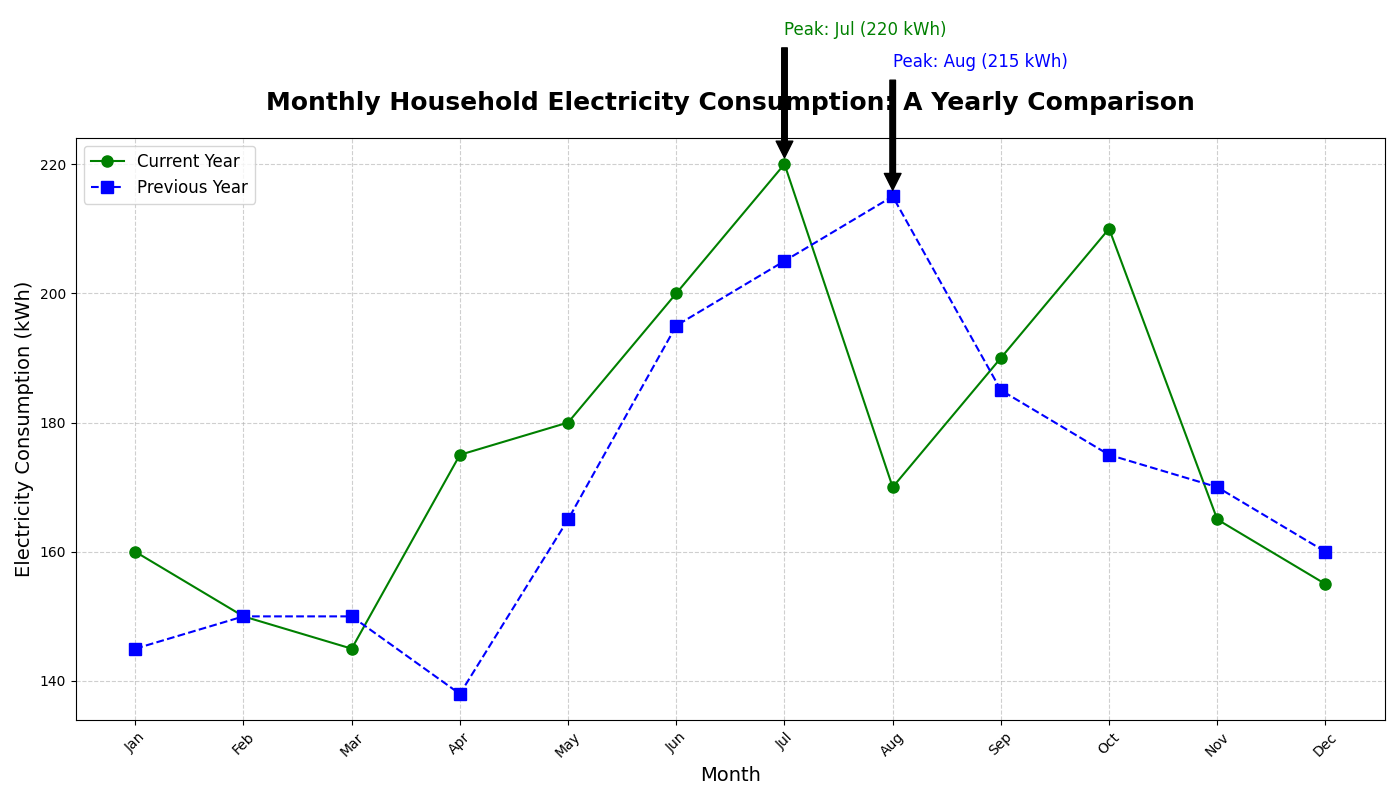 Peak: Jul (220 kWh)
Peak: Aug (215 kWh)
Monthly Household Electricity Consumption: A Yearly Comparison
Current Year
Previous Year
Electricity Consumption (kWh)
220
200
180
160
140
Jan
Feb
Mar
Apr
May
Jun
Jul
Aug
Sep
Oct
Nov
Dec
Month